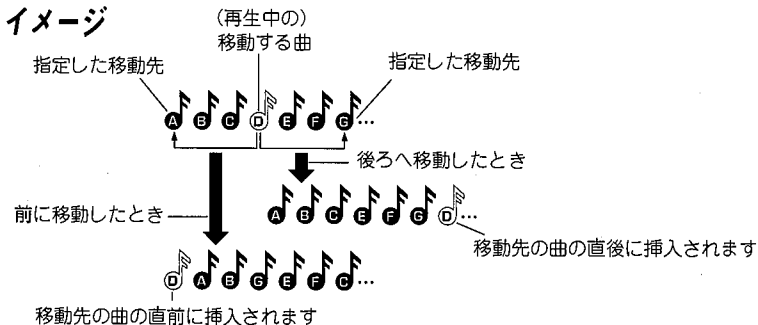 イメージ
(再生中の)
移動する曲
指定した移動先
指定した移動先
A B C D E F G…
後ろへ移動したとき
前に移動したとき
A B C E F G D…
移動先の曲の直後に挿入されます
D A B G E F C…
移動先の曲の直前に挿入されます